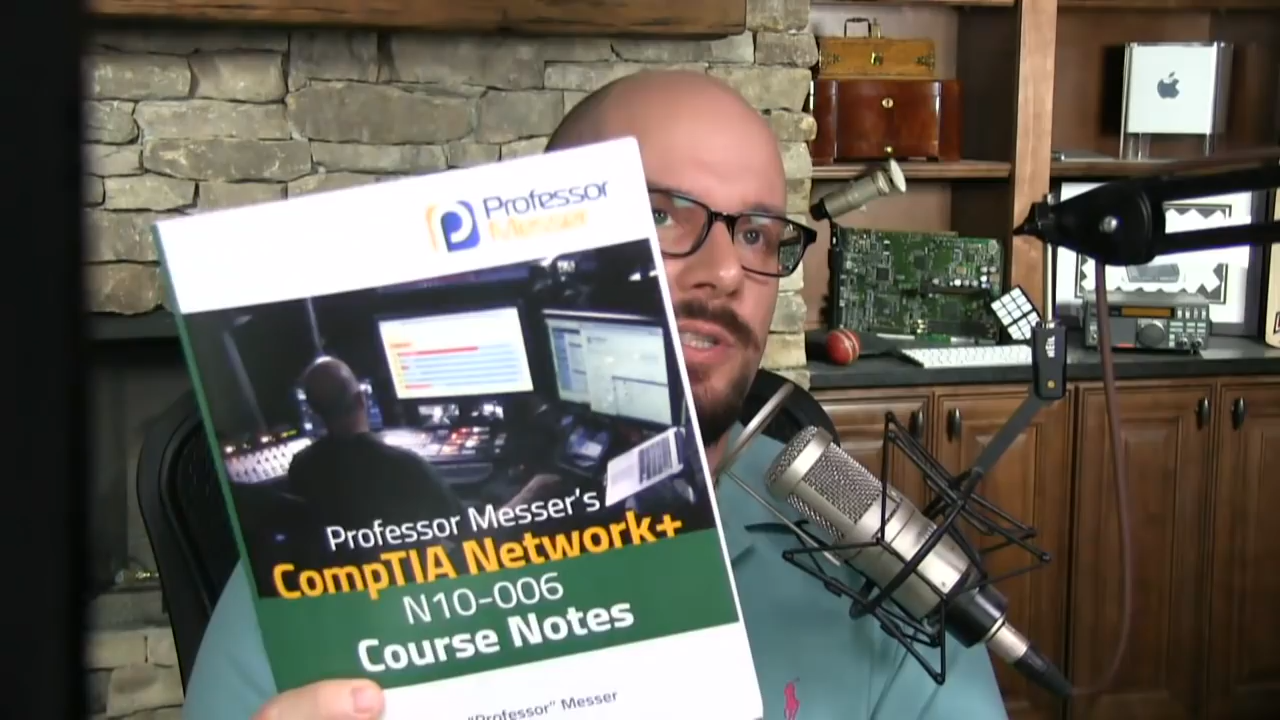 Professor
Messer
Professor Messer's
CompTIA Network+
N10-006
Course Notes
"Professor" Messer